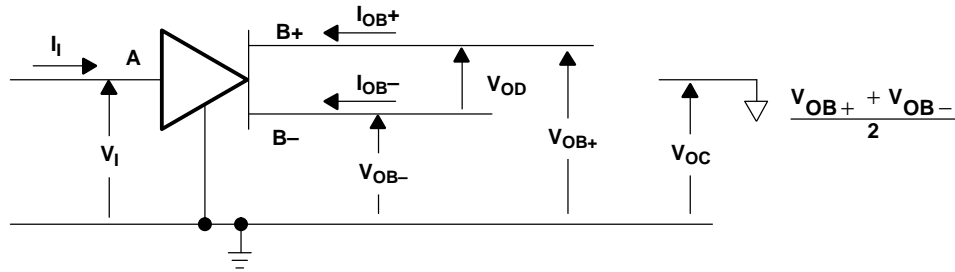 I_OB+
B+
I_I
A
I_OB–
V_OD
V_OB+ + V_OB–
2
B–
V_I
V_OB–
V_OB+
V_OC